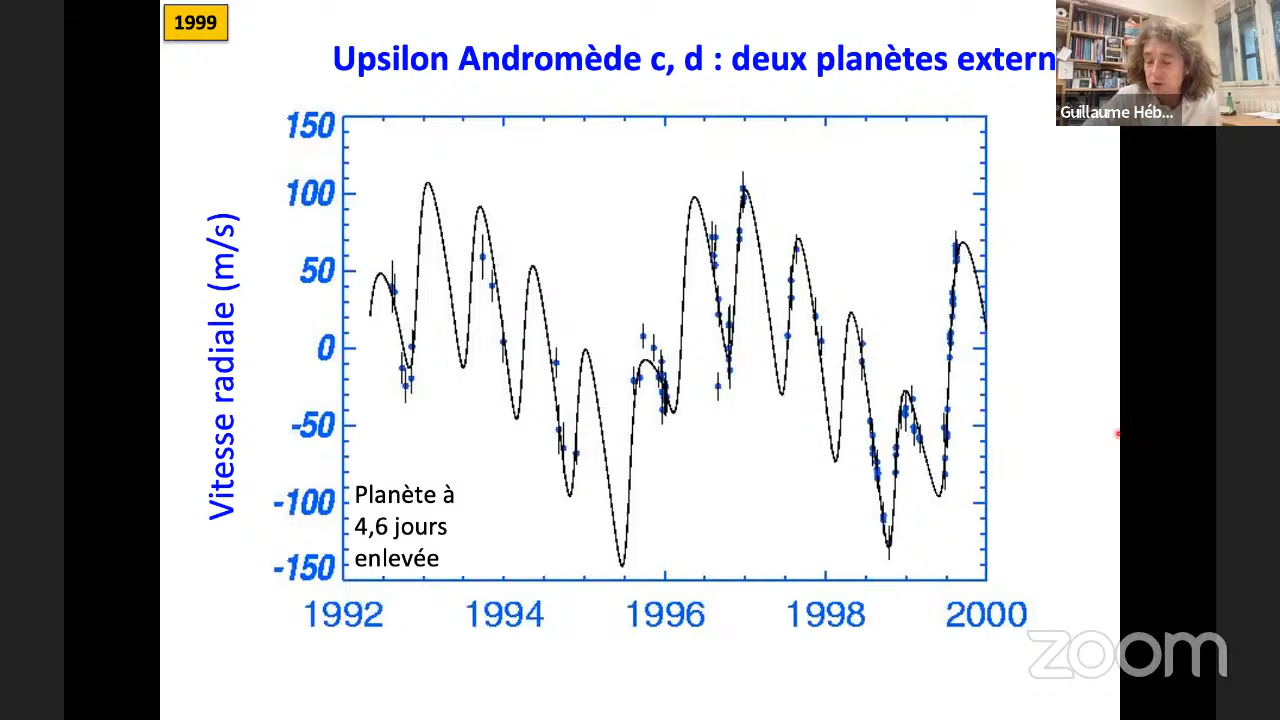 1999
Upsilon Andromède c, d : deux planètes extern
Guillaume Héb...
150
100
50
0
-50
-100
-150
Vitesse radiale (m/s)
Planète à
4,6 jours
enlevée
1992 1994 1996 1998 2000
zoom